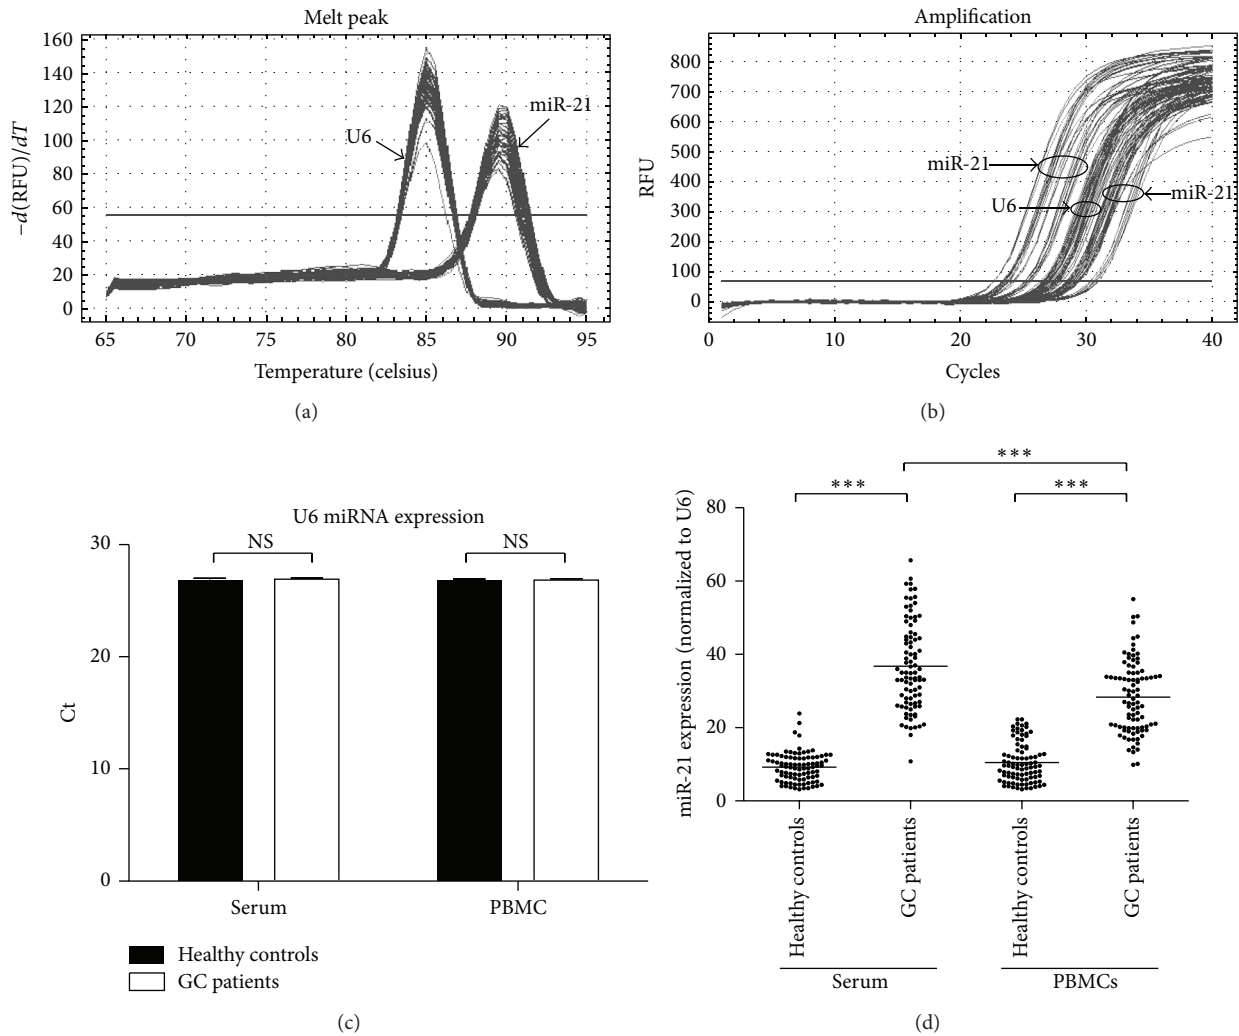 Melt peak
160
140
120
100
80
60
40
20
0
−d(RFU)/dT
U6
miR-21
65 70 75 80 85 90 95
Temperature (celsius)
(a)
Amplification
800
700
600
500
400
300
200
100
0
RFU
miR-21
U6
miR-21
0 10 20 30 40
Cycles
(b)
U6 miRNA expression
NS NS
30
20
10
0
Ct
Serum PBMC
Healthy controls
GC patients
(c)
***
*** ***
80
60
40
20
0
miR-21 expression (normalized to U6)
Healthy controls
GC patients
Healthy controls
GC patients
Serum PBMCs
(d)